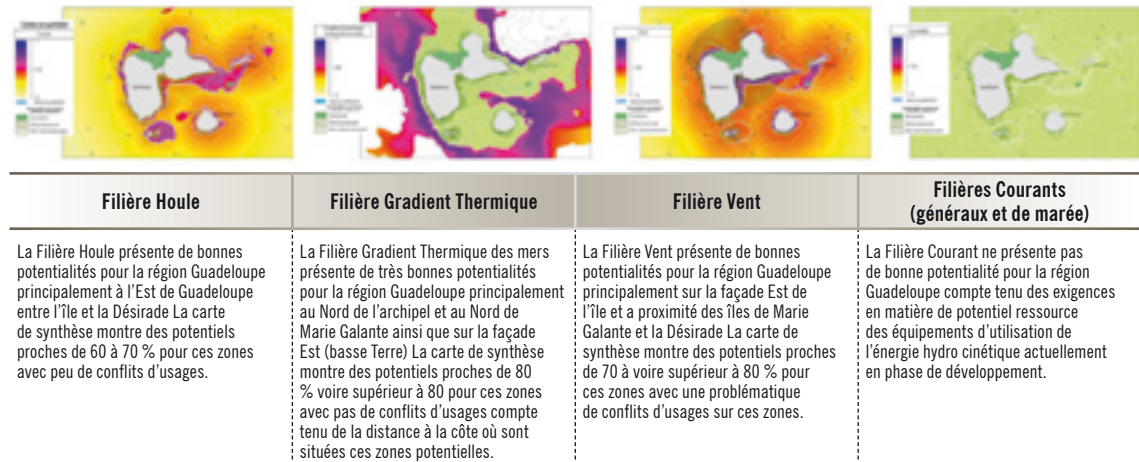 Filière Houle
Filière Gradient Thermique
Filière Vent
Filières Courants
(généraux et de marée)
La Filière Houle présente de bonnes
potentialités pour la région Guadeloupe
principalement à l’Est de Guadeloupe
entre l’île et la Désirade La carte
de synthèse montre des potentiels
proches de 60 à 70 % pour ces zones
avec peu de conflits d’usages.
La Filière Gradient Thermique des mers
présente de très bonnes potentialités
pour la région Guadeloupe principalement
au Nord de l’archipel et au Nord de
Marie Galante ainsi que sur la façade
Est (basse Terre) La carte de synthèse
montre des potentiels proches de 80
% voire supérieur à 80 pour ces zones
avec pas de conflits d’usages compte
tenu de la distance à la côte où sont
situées ces zones potentielles.
La Filière Vent présente de bonnes
potentialités pour la région Guadeloupe
principalement sur la façade Est de
l’île et a proximité des îles de Marie
Galante et la Désirade La carte de
synthèse montre des potentiels proches
de 70 à voire supérieur à 80 % pour
ces zones avec une problématique
de conflits d’usages sur ces zones.
La Filière Courant ne présente pas
de bonne potentialité pour la région
Guadeloupe compte tenu des exigences
en matière de potentiel ressource
des équipements d’utilisation de
l’énergie hydro cinétique actuellement
en phase de développement.